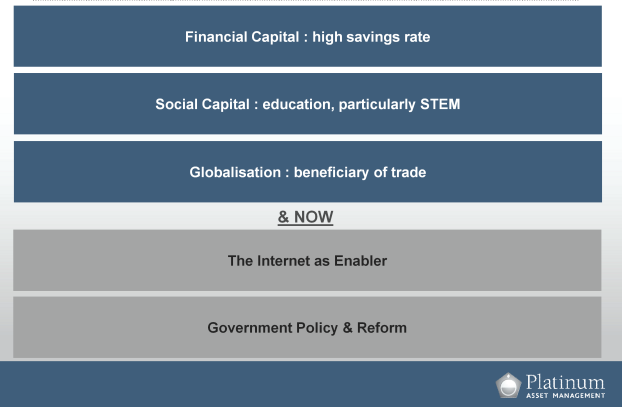 Financial Capital : high savings rate
Social Capital : education, particularly STEM
Globalisation : beneficiary of trade
& NOW
The Internet as Enabler
Government Policy & Reform
Platinum
ASSET MANAGEMENT